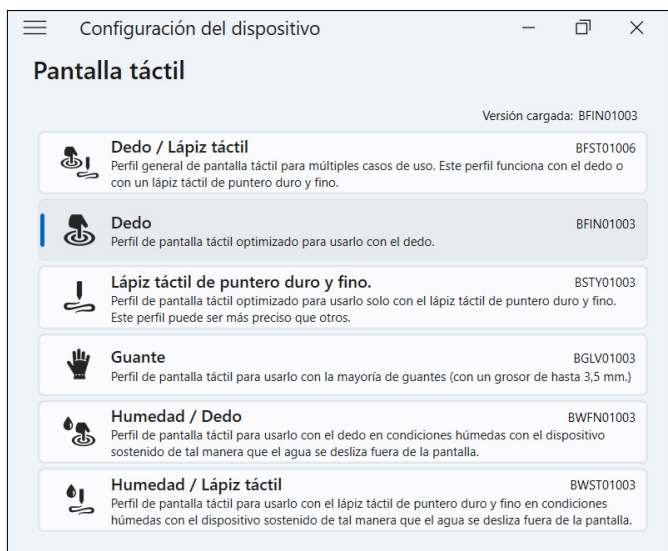 Configuración del dispositivo
Pantalla táctil
Versión cargada: BFIN01003
Dedo / Lápiz táctil BFST01006
Perfil general de pantalla táctil para múltiples casos de uso. Este perfil funciona con el dedo o
con un lápiz táctil de puntero duro y fino.
Dedo BFIN01003
Perfil de pantalla táctil optimizado para usarlo con el dedo.
Lápiz táctil de puntero duro y fino. BSTY01003
Perfil de pantalla táctil optimizado para usarlo solo con el lápiz táctil de puntero duro y fino.
Este perfil puede ser más preciso que otros.
Guante BGLV01003
Perfil de pantalla táctil para usarlo con la mayoría de guantes (con un grosor de hasta 3,5 mm.)
Humedad / Dedo BWFN01003
Perfil de pantalla táctil para usarlo con el dedo en condiciones húmedas con el dispositivo
sostenido de tal manera que el agua se desliza fuera de la pantalla.
Humedad / Lápiz táctil BWST01003
Perfil de pantalla táctil para usarlo con el lápiz táctil de puntero duro y fino en condiciones
húmedas con el dispositivo sostenido de tal manera que el agua se desliza fuera de la pantalla.